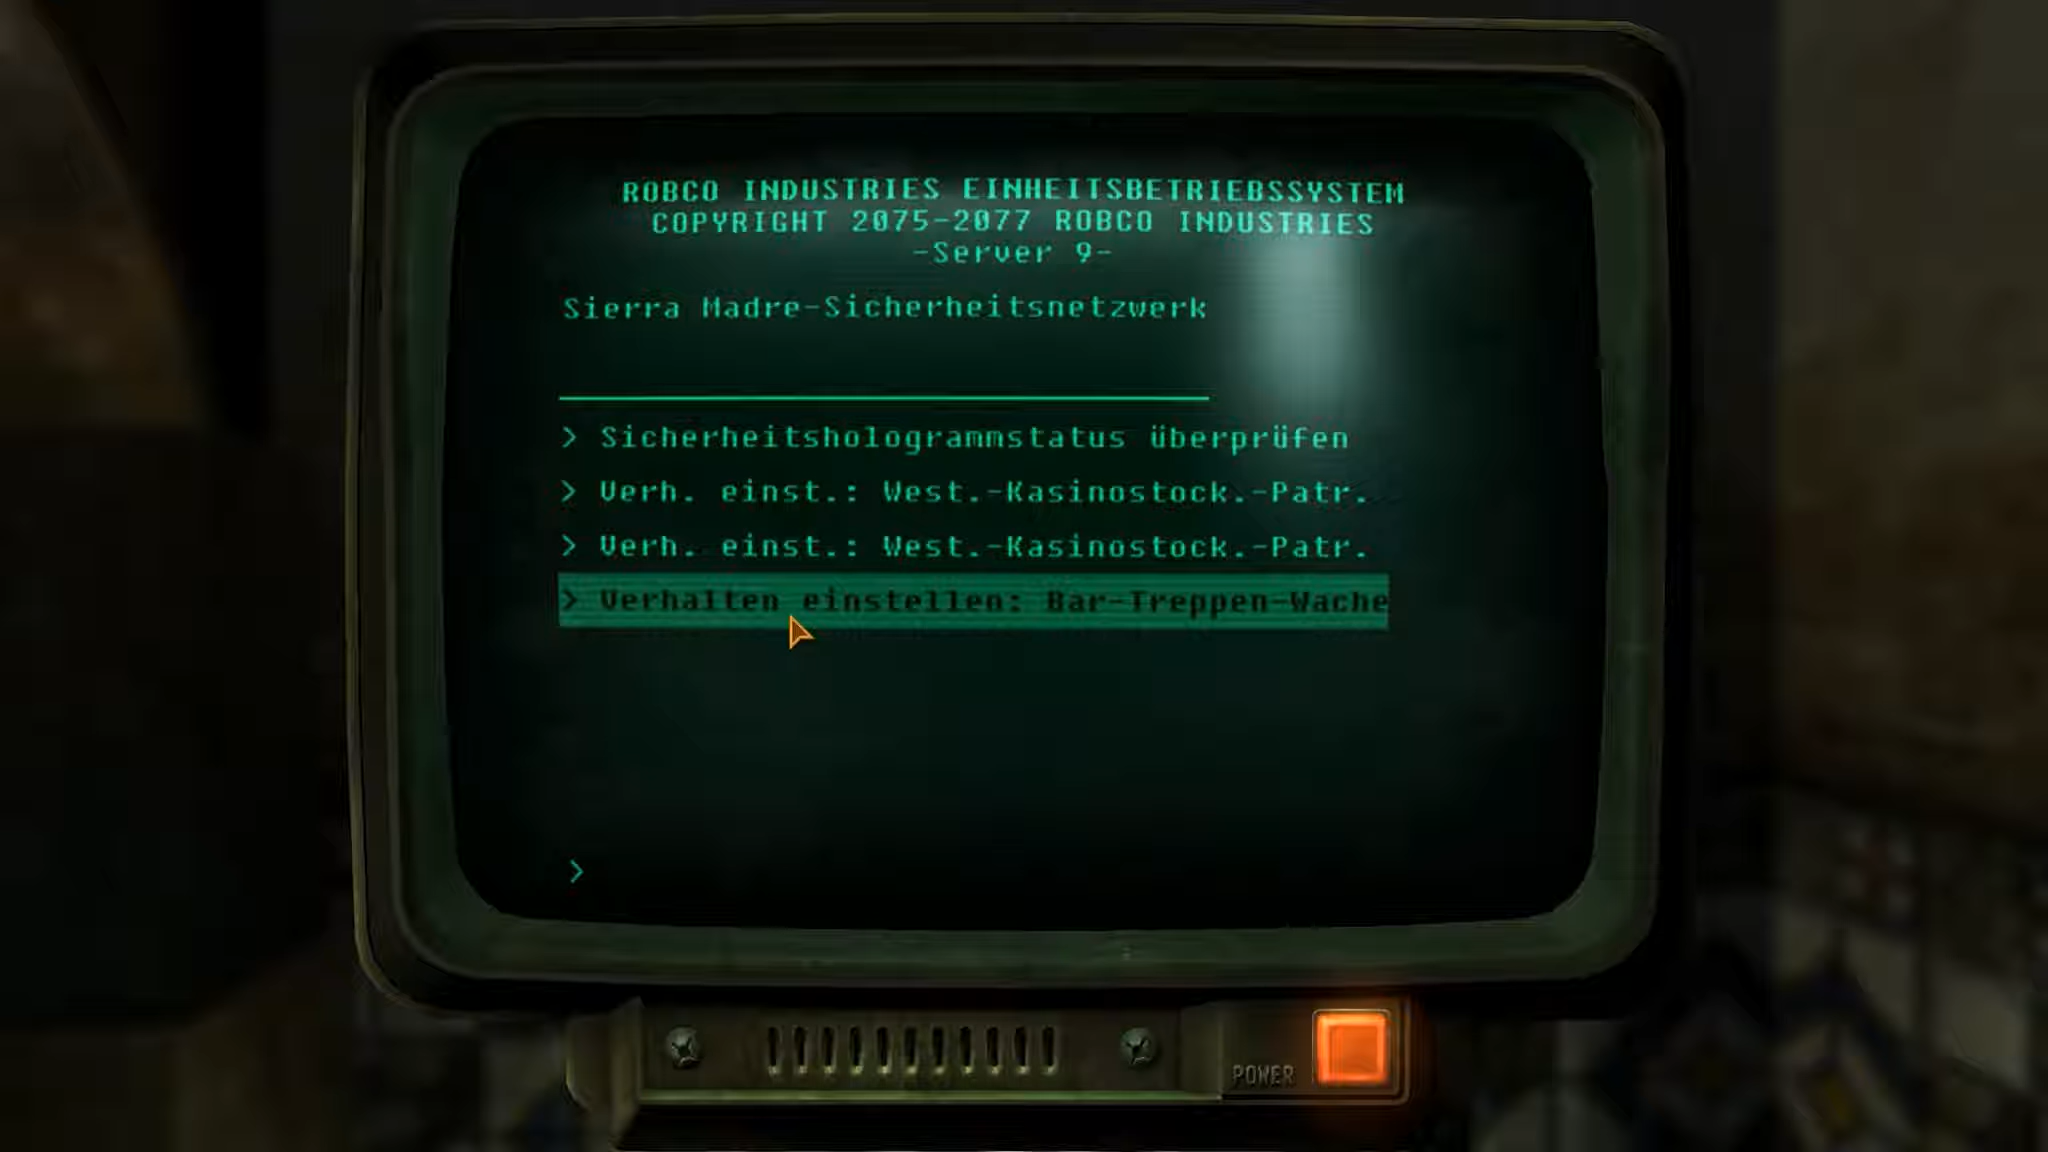 ROBCO INDUSTRIES EINHEITSBETRIEBSSYSTEM
COPYRIGHT 2075-2077 ROBCO INDUSTRIES
-Server 9-
Sierra Madre-Sicherheitsnetzwerk
> Sicherheitshologrammstatus überprüfen
> Verh. einst.: West.-Kasinostock.-Patr.
> Verh. einst.: West.-Kasinostock.-Patr.
> Verhalten einstellen: Bar-Treppen-Wache
>
POWER